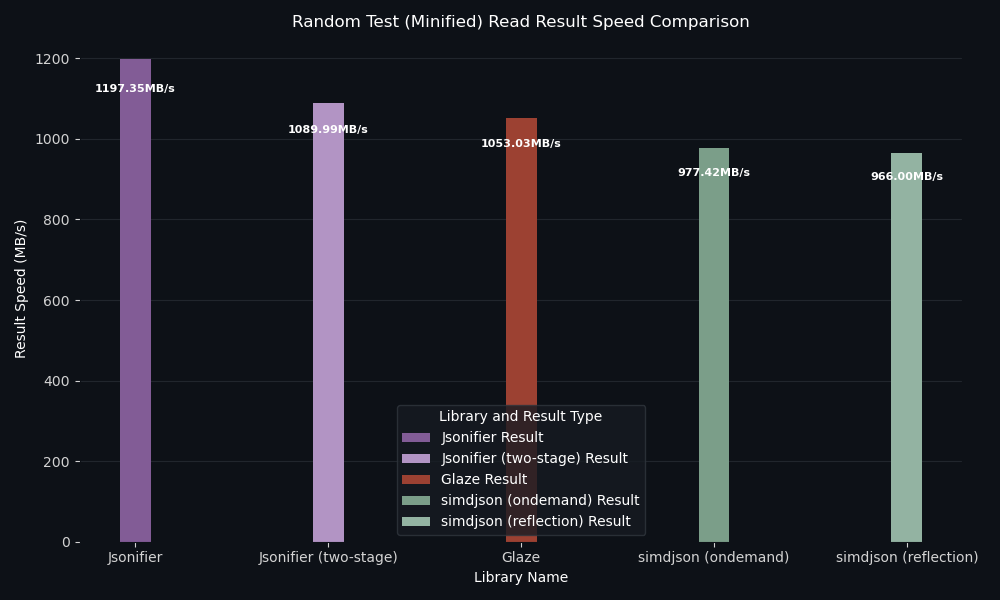 Random Test (Minified) Read Result Speed Comparison
1200
1000
800
600
400
200
0
Result Speed (MB/s)
1197.35MB/s
1089.99MB/s
1053.03MB/s
977.42MB/s
966.00MB/s
Library and Result Type
Jsonifier Result
Jsonifier (two-stage) Result
Glaze Result
simdjson (ondemand) Result
simdjson (reflection) Result
Jsonifier
Jsonifier (two-stage)
Glaze
simdjson (ondemand)
simdjson (reflection)
Library Name